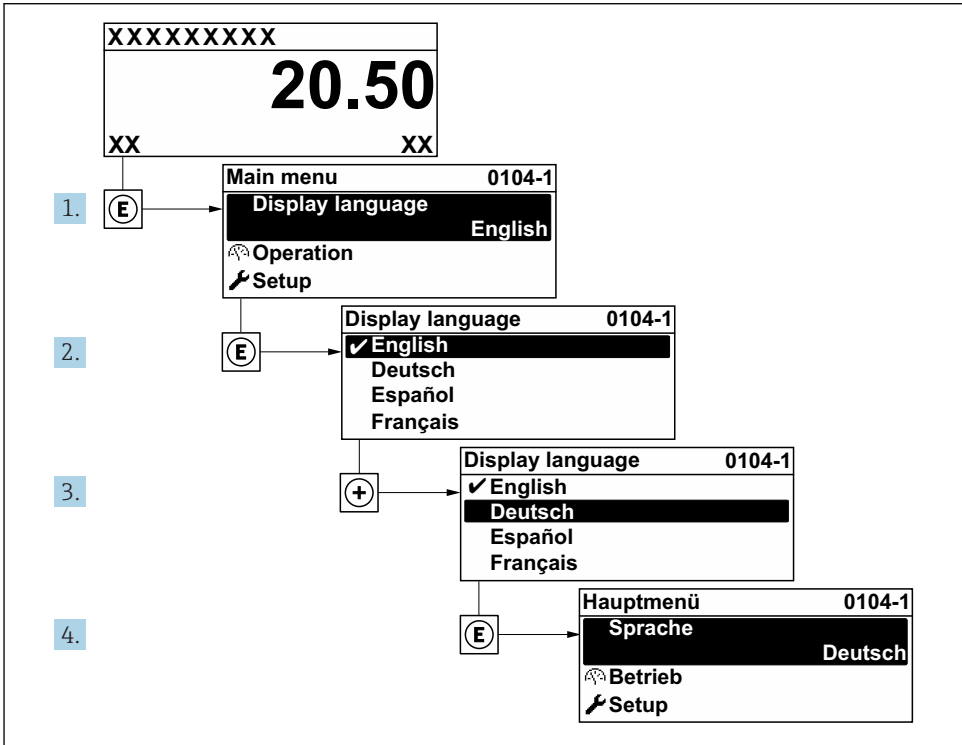 XXXXXXXXX
20.50
XX XX
1. E
Main menu 0104-1
Display language
English
Operation
Setup
2. E
Display language 0104-1
✔English
Deutsch
Español
Français
3. +
Display language 0104-1
✔English
Deutsch
Español
Français
4. E
Hauptmenü 0104-1
Sprache
Deutsch
Betrieb
Setup